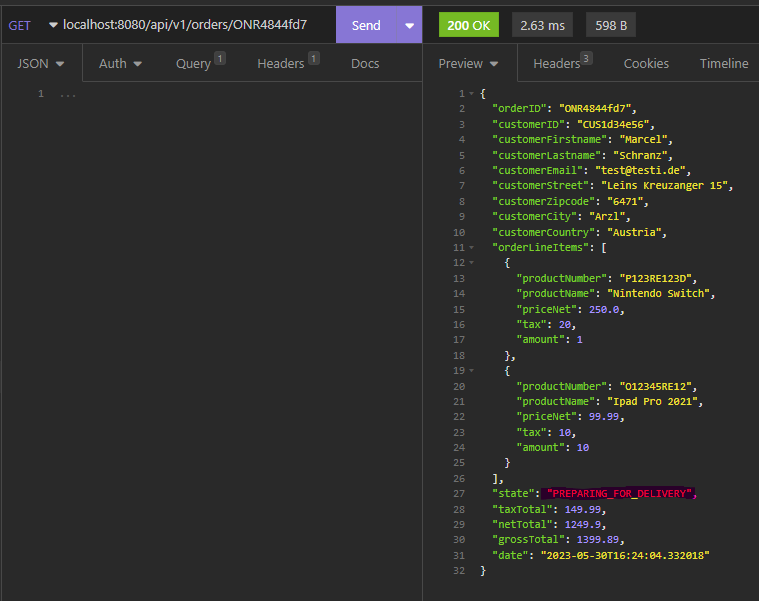 GET localhost:8080/api/v1/orders/ONR4844fd7 Send 200 OK 2.63 ms 598 B
JSON Auth Query 1 Headers 1 Docs Preview Headers 3 Cookies Timeline
1 ...
1 {
2 "orderID": "ONR4844fd7",
3 "customerID": "CUS1d34e56",
4 "customerFirstname": "Marcel",
5 "customerLastname": "Schranz",
6 "customerEmail": "test@testi.de",
7 "customerStreet": "Leins Kreuzanger 15",
8 "customerZipcode": "6471",
9 "customerCity": "Arzl",
10 "customerCountry": "Austria",
11 "orderLineItems": [
12 {
13 "productNumber": "P123RE123D",
14 "productName": "Nintendo Switch",
15 "priceNet": 250.0,
16 "tax": 20,
17 "amount": 1
18 },
19 {
20 "productNumber": "O12345RE12",
21 "productName": "Ipad Pro 2021",
22 "priceNet": 99.99,
23 "tax": 10,
24 "amount": 10
25 }
26 ],
27 "state": "PREPARING_FOR_DELIVERY",
28 "taxTotal": 149.99,
29 "netTotal": 1249.9,
30 "grossTotal": 1399.89,
31 "date": "2023-05-30T16:24:04.332018"
32 }